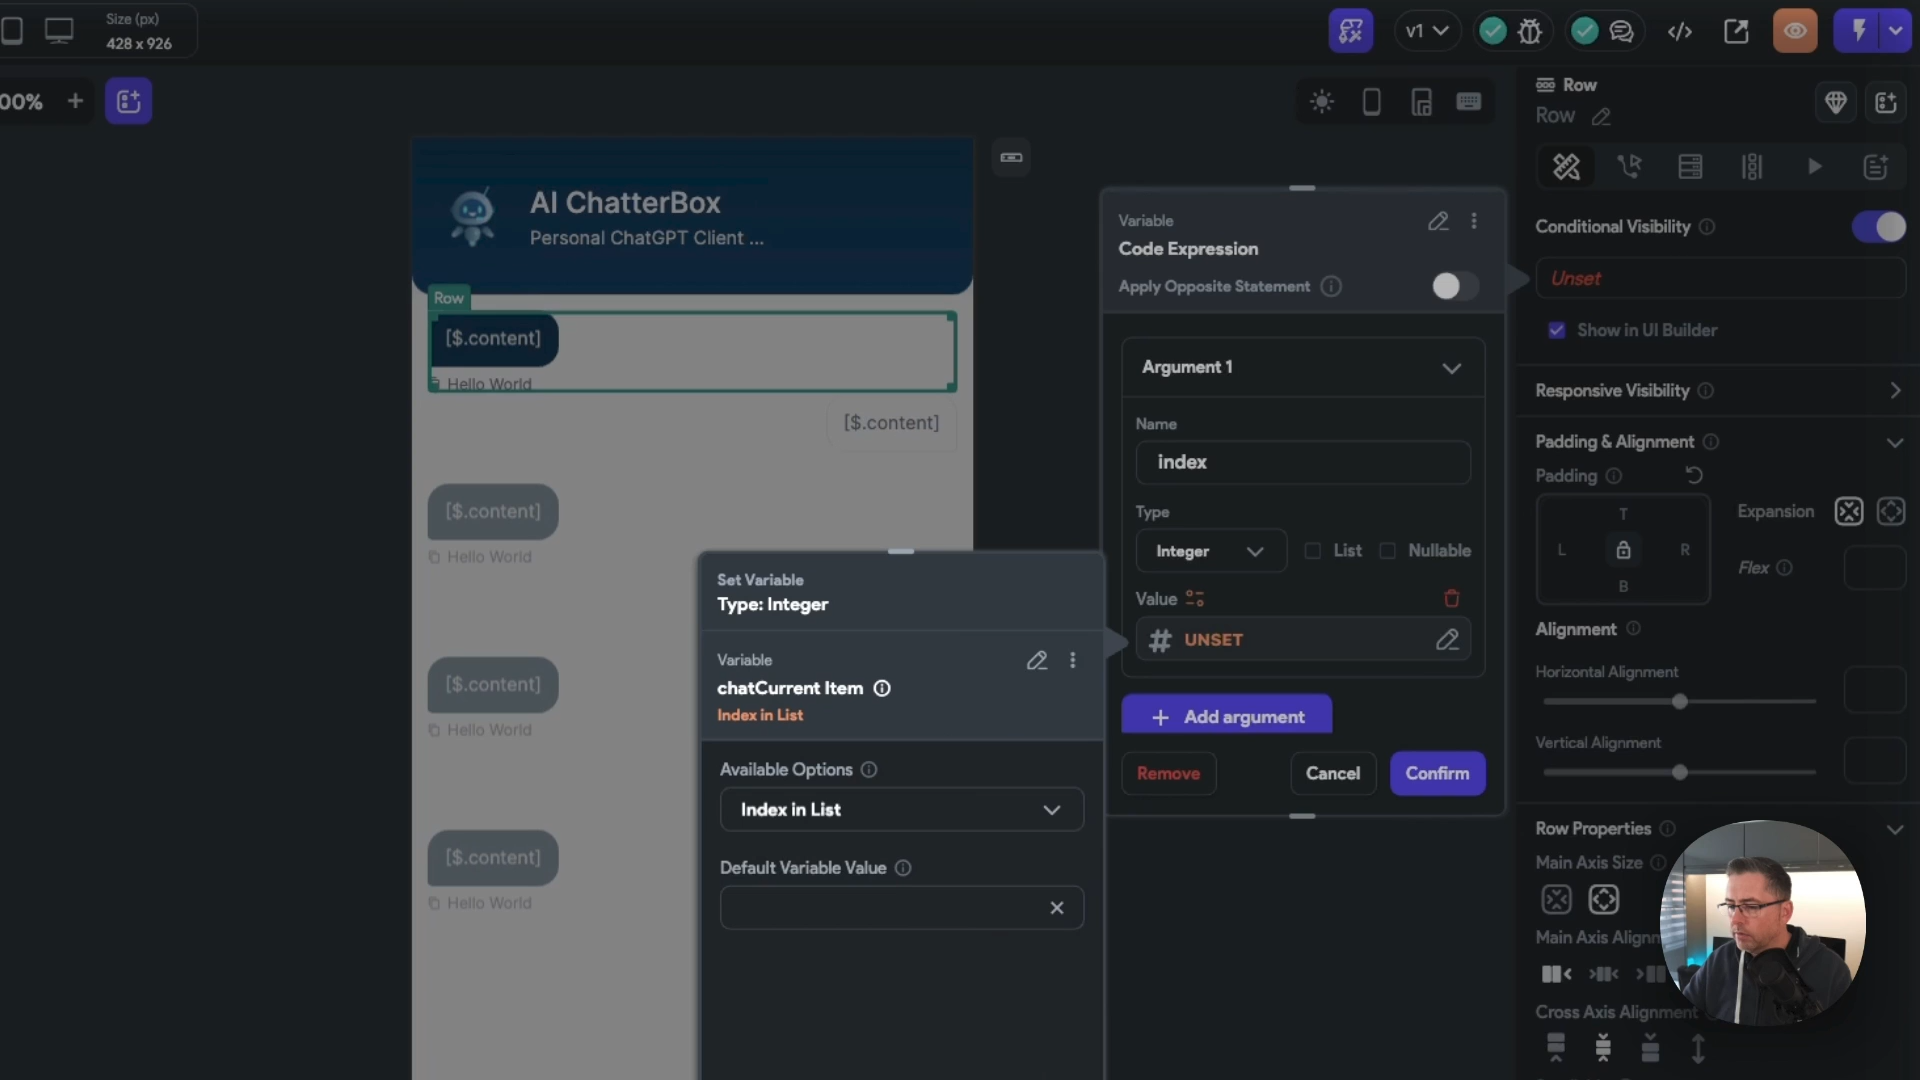 Size (px)
428 x 926
00%
v1
AI ChatterBox
Personal ChatGPT Client ...
Row
[$.content]
Hello World
[$.content]
[$.content]
Hello World
[$.content]
Hello World
[$.content]
Hello World
Set Variable
Type: Integer
Variable
chatCurrent Item
Index in List
Available Options
Index in List
Default Variable Value
Variable
Code Expression
Apply Opposite Statement
Argument 1
Name
index
Type
Integer
List
Nullable
Value
UNSET
Add argument
Remove
Cancel
Confirm
Row
Row
Conditional Visibility
Unset
Show in UI Builder
Responsive Visibility
Padding & Alignment
Padding
T
L
R
B
Expansion
Flex
Alignment
Horizontal Alignment
Vertical Alignment
Row Properties
Main Axis Size
Main Axis
Cross Axis Alignment